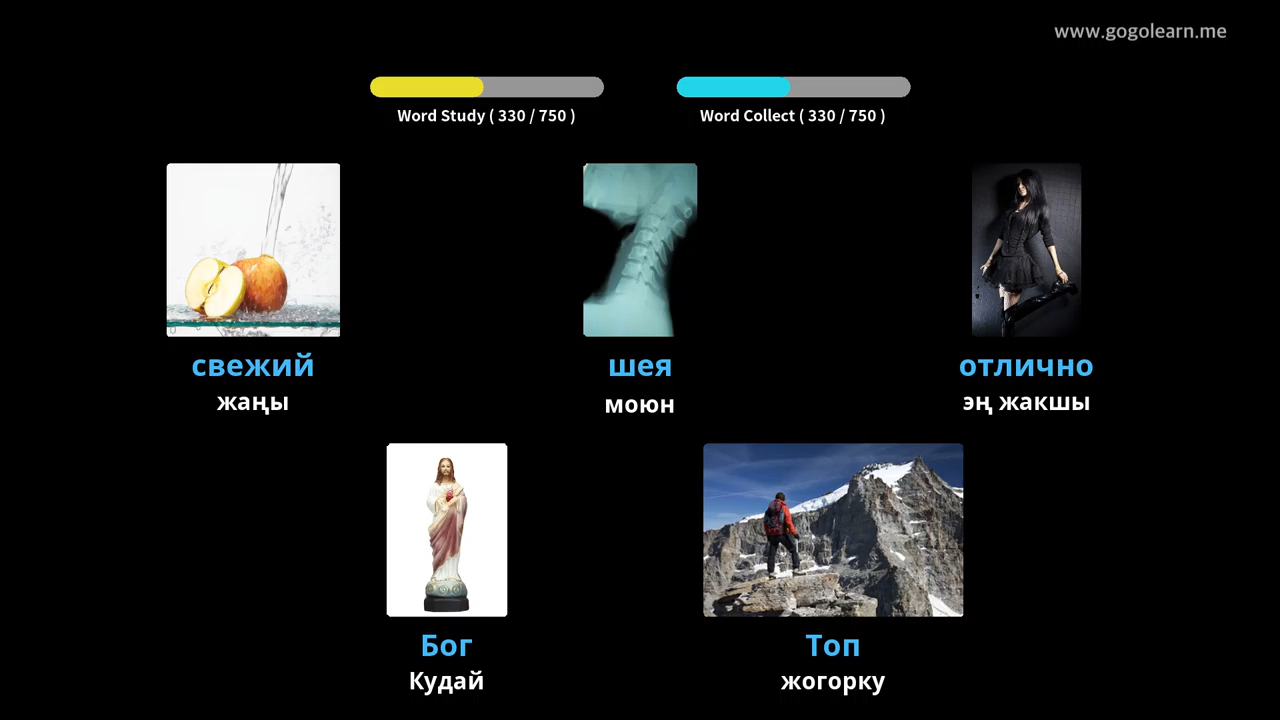 www.gogolearn.me
Word Study ( 330 / 750 )
Word Collect ( 330 / 750 )
свежий
жаңы
шея
моюн
отлично
эң жакшы
Бог
Кудай
Топ
жогорку